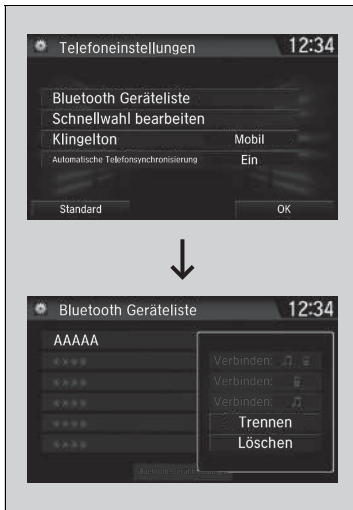 Telefoneinstellungen 12:34
Bluetooth Geräteliste
Schnellwahl bearbeiten
Klingelton Mobil
Automatische Telefonsynchronisierung Ein
Standard OK
Bluetooth Geräteliste 12:34
AAAAA
Verbinden:
Verbinden:
Verbinden:
Trennen
Löschen